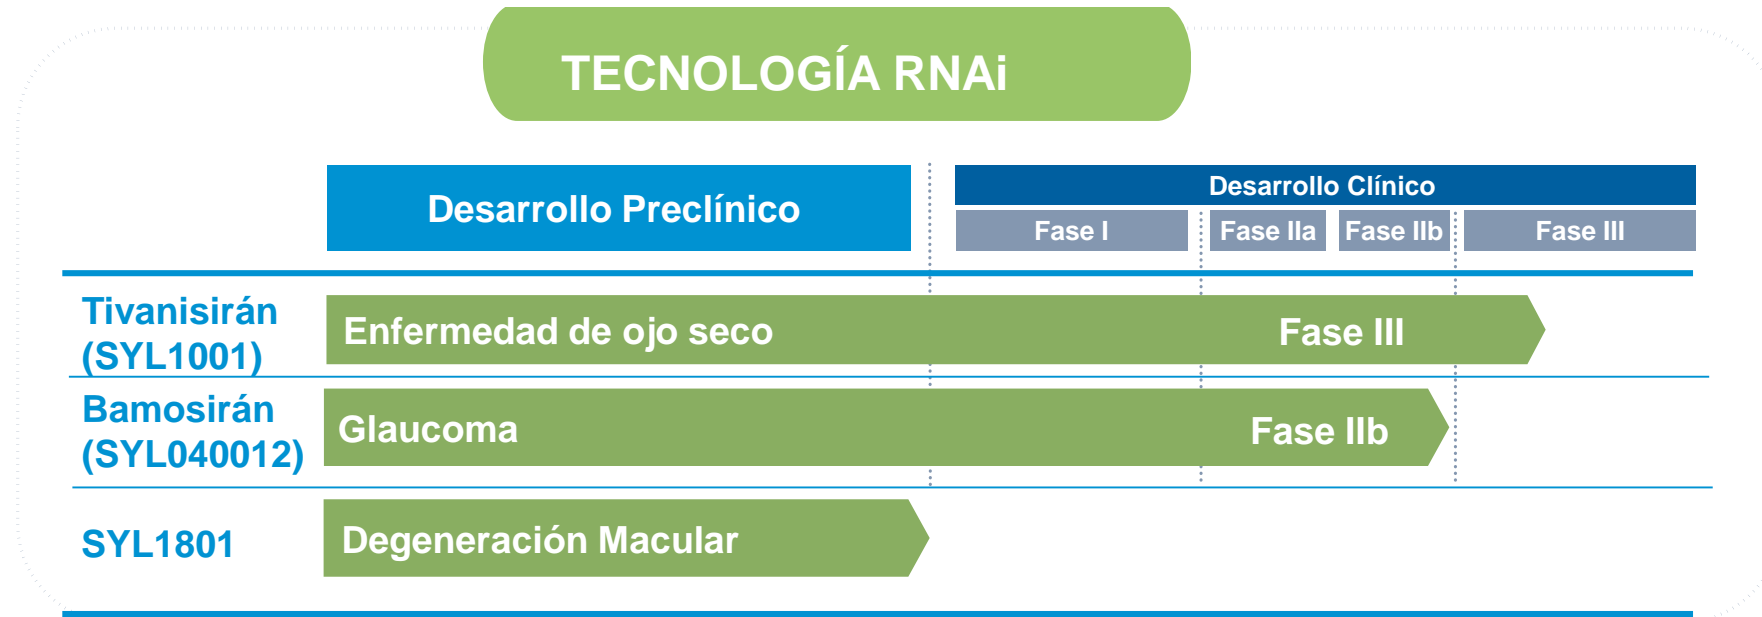 TECNOLOGÍA RNAi
Desarrollo Preclínico
Desarrollo Clínico
Fase I
Fase IIa
Fase IIb
Fase III
Tivanisirán
(SYL1001)
Enfermedad de ojo seco
Fase III
Bamosirán
(SYL040012)
Glaucoma
Fase IIb
SYL1801
Degeneración Macular